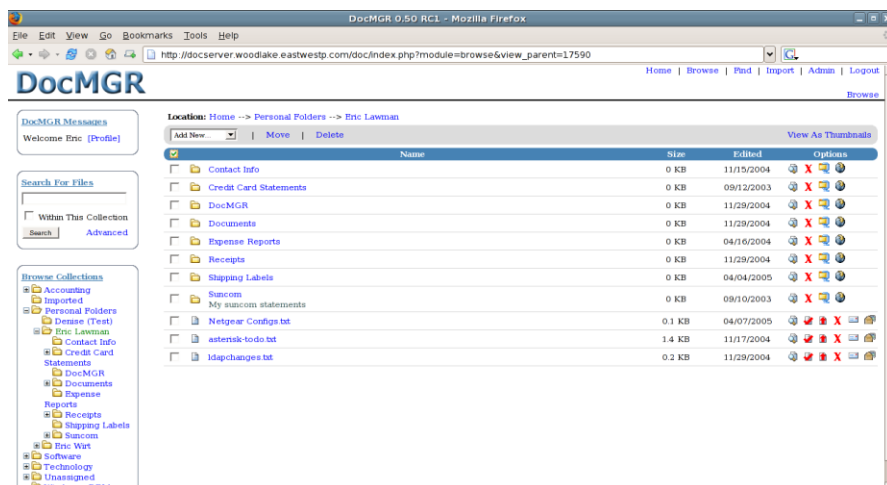 DocMGR 0.50 RC1 - Mozilla Firefox
File Edit View Go Bookmarks Tools Help
http://docserver.woodlake.eastwestp.com/doc/index.php?module=browse&view_parent=17590
DocMGR
Home | Browse | Find | Import | Admin | Logout
Browse
DocMGR Messages
Welcome Eric [Profile]
Search For Files
Within This Collection
Search Advanced
Browse Collections
Accounting
Imported
Personal Folders
Denise (Test)
Eric Lawman
Contact Info
Credit Card
Statements
DocMGR
Documents
Expense
Reports
Receipts
Shipping Labels
Suncom
Eric Wirt
Software
Technology
Unassigned
Location: Home --> Personal Folders --> Eric Lawman
Add New... | Move | Delete View As Thumbnails
Name Size Edited Options
Contact Info 0 KB 11/15/2004
Credit Card Statements 0 KB 09/12/2003
DocMGR 0 KB 11/29/2004
Documents 0 KB 11/29/2004
Expense Reports 0 KB 04/16/2004
Receipts 0 KB 11/29/2004
Shipping Labels 0 KB 04/04/2005
Suncom 0 KB 09/10/2003
My suncom statements
Netgear Configs.txt 0.1 KB 04/07/2005
asterisk-todo.txt 1.4 KB 11/17/2004
ldapchanges.txt 0.2 KB 11/29/2004